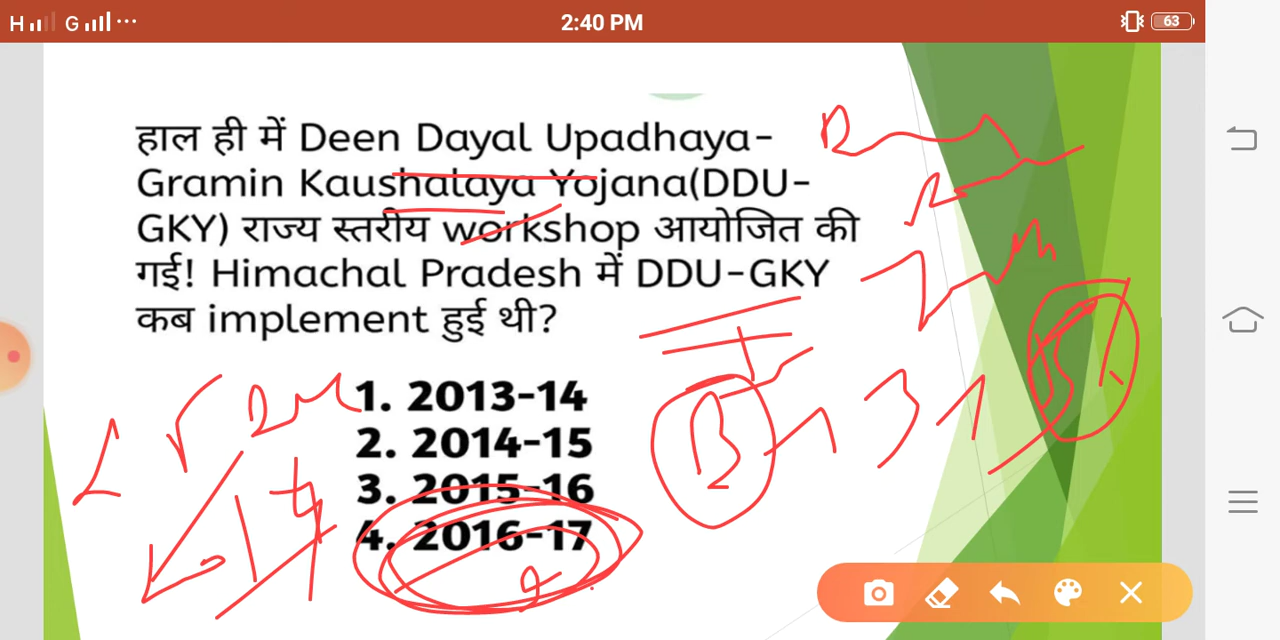 H G 2:40 PM 63
हाल ही में Deen Dayal Upadhaya-
Gramin Kaushalaya Yojana(DDU-
GKY) राज्य स्तरीय workshop आयोजित की
गई! Himachal Pradesh में DDU-GKY
कब implement हुई थी?
1. 2013-14
2. 2014-15
3. 2015-16
4. 2016-17